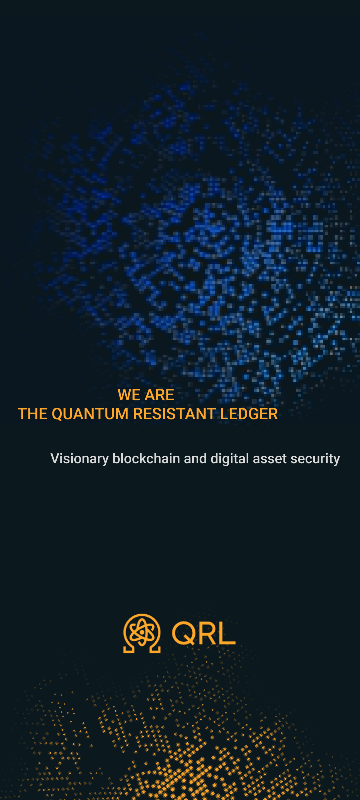 WE ARE
THE QUANTUM RESISTANT LEDGER
Visionary blockchain and digital asset security
QRL